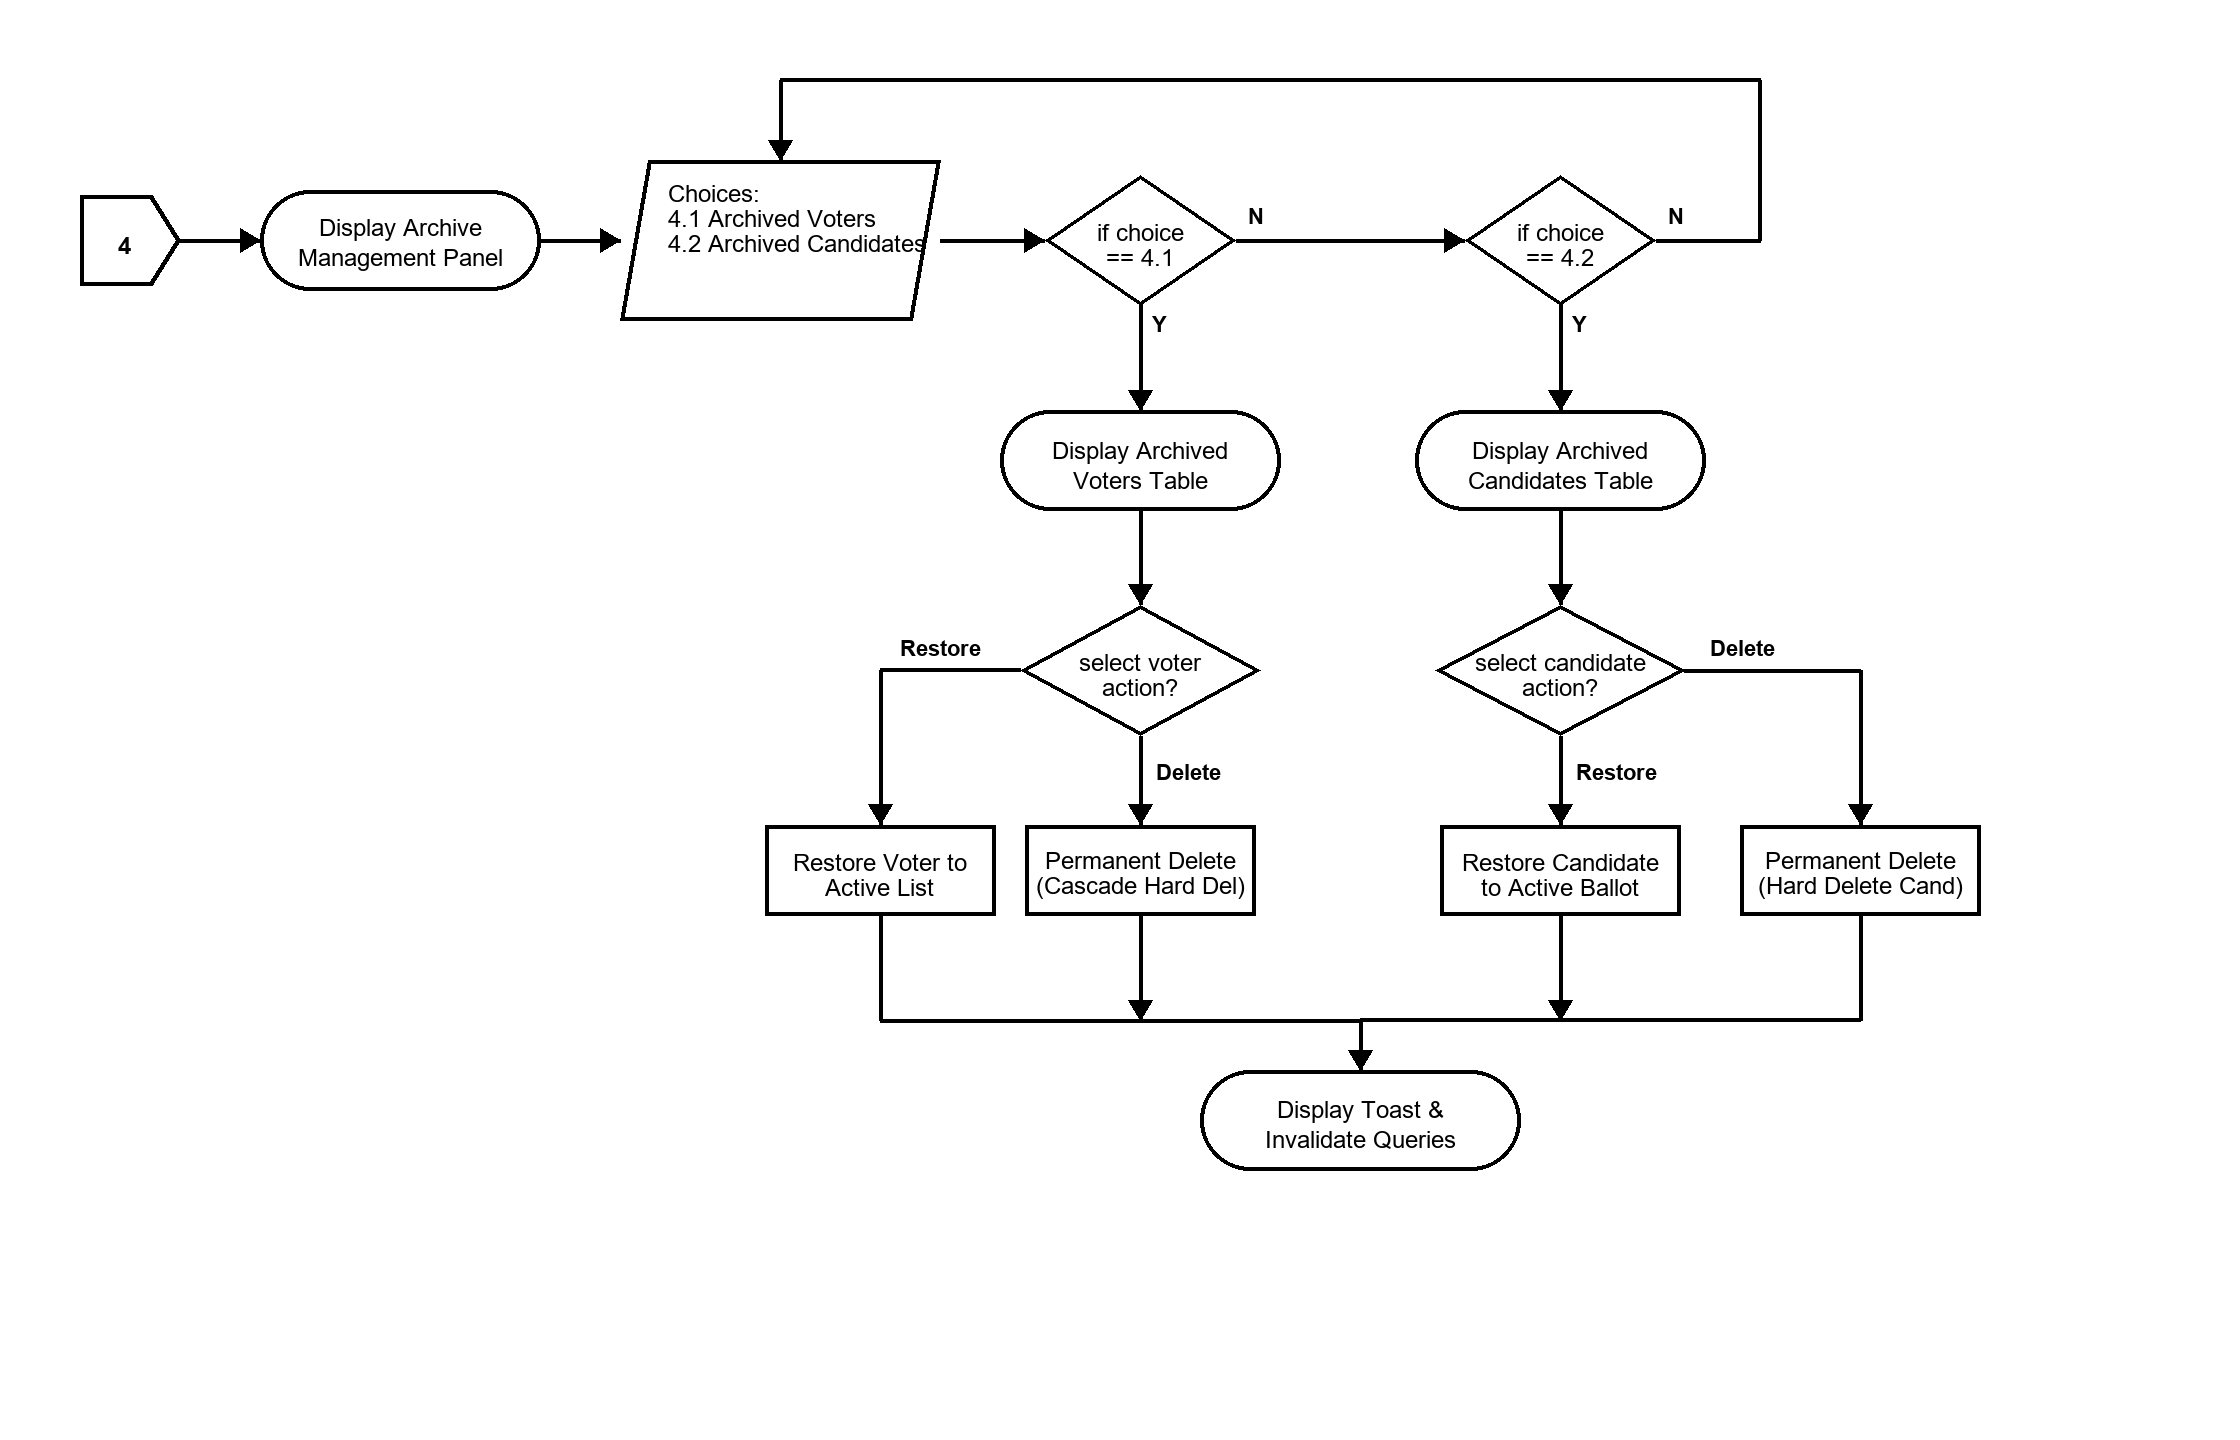 4
Display Archive
Management Panel
Choices:
4.1 Archived Voters
4.2 Archived Candidates
if choice
== 4.1
N
Y
if choice
== 4.2
N
Y
Display Archived
Voters Table
Display Archived
Candidates Table
Restore
select voter
action?
Delete
select candidate
action?
Delete
Restore
Restore Voter to
Active List
Permanent Delete
(Cascade Hard Del)
Restore Candidate
to Active Ballot
Permanent Delete
(Hard Delete Cand)
Display Toast &
Invalidate Queries